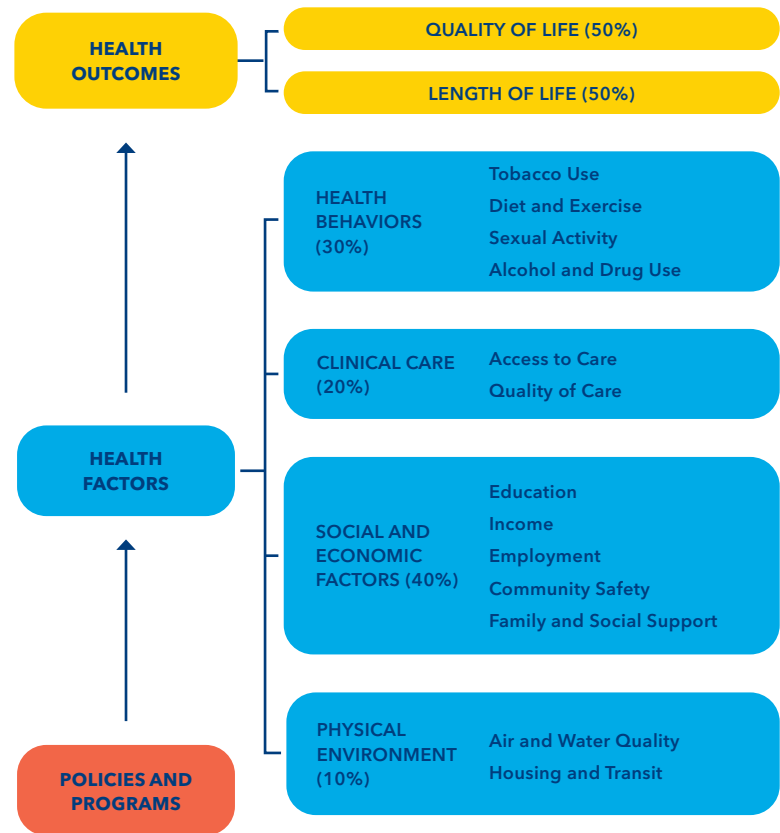 HEALTH
OUTCOMES
QUALITY OF LIFE (50%)
LENGTH OF LIFE (50%)
HEALTH
BEHAVIORS
(30%)
Tobacco Use
Diet and Exercise
Sexual Activity
Alcohol and Drug Use
CLINICAL CARE
(20%)
Access to Care
Quality of Care
HEALTH
FACTORS
SOCIAL AND
ECONOMIC
FACTORS (40%)
Education
Income
Employment
Community Safety
Family and Social Support
PHYSICAL
ENVIRONMENT
(10%)
Air and Water Quality
Housing and Transit
POLICIES AND
PROGRAMS